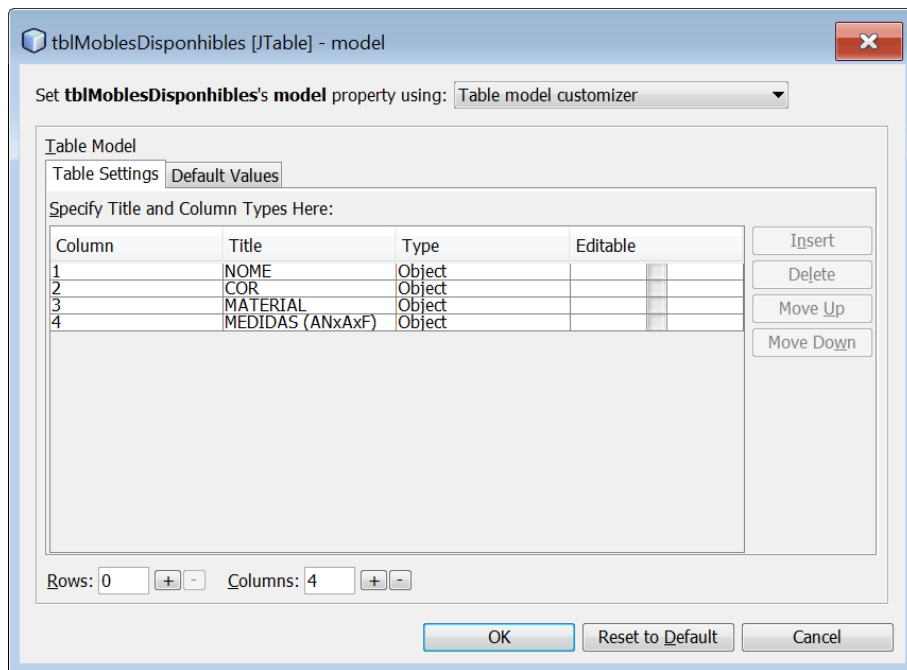 tblMoblesDisponhibles [JTable] - model
Set tblMoblesDisponhibles's model property using: Table model customizer
Table Model
Table Settings Default Values
Specify Title and Column Types Here:
Column Title Type Editable Insert
1 NOME Object
2 COR Object Delete
3 MATERIAL Object Move Up
4 MEDIDAS (ANxAxF) Object
Move Down
Rows: 0 + - Columns: 4 + -
OK Reset to Default Cancel